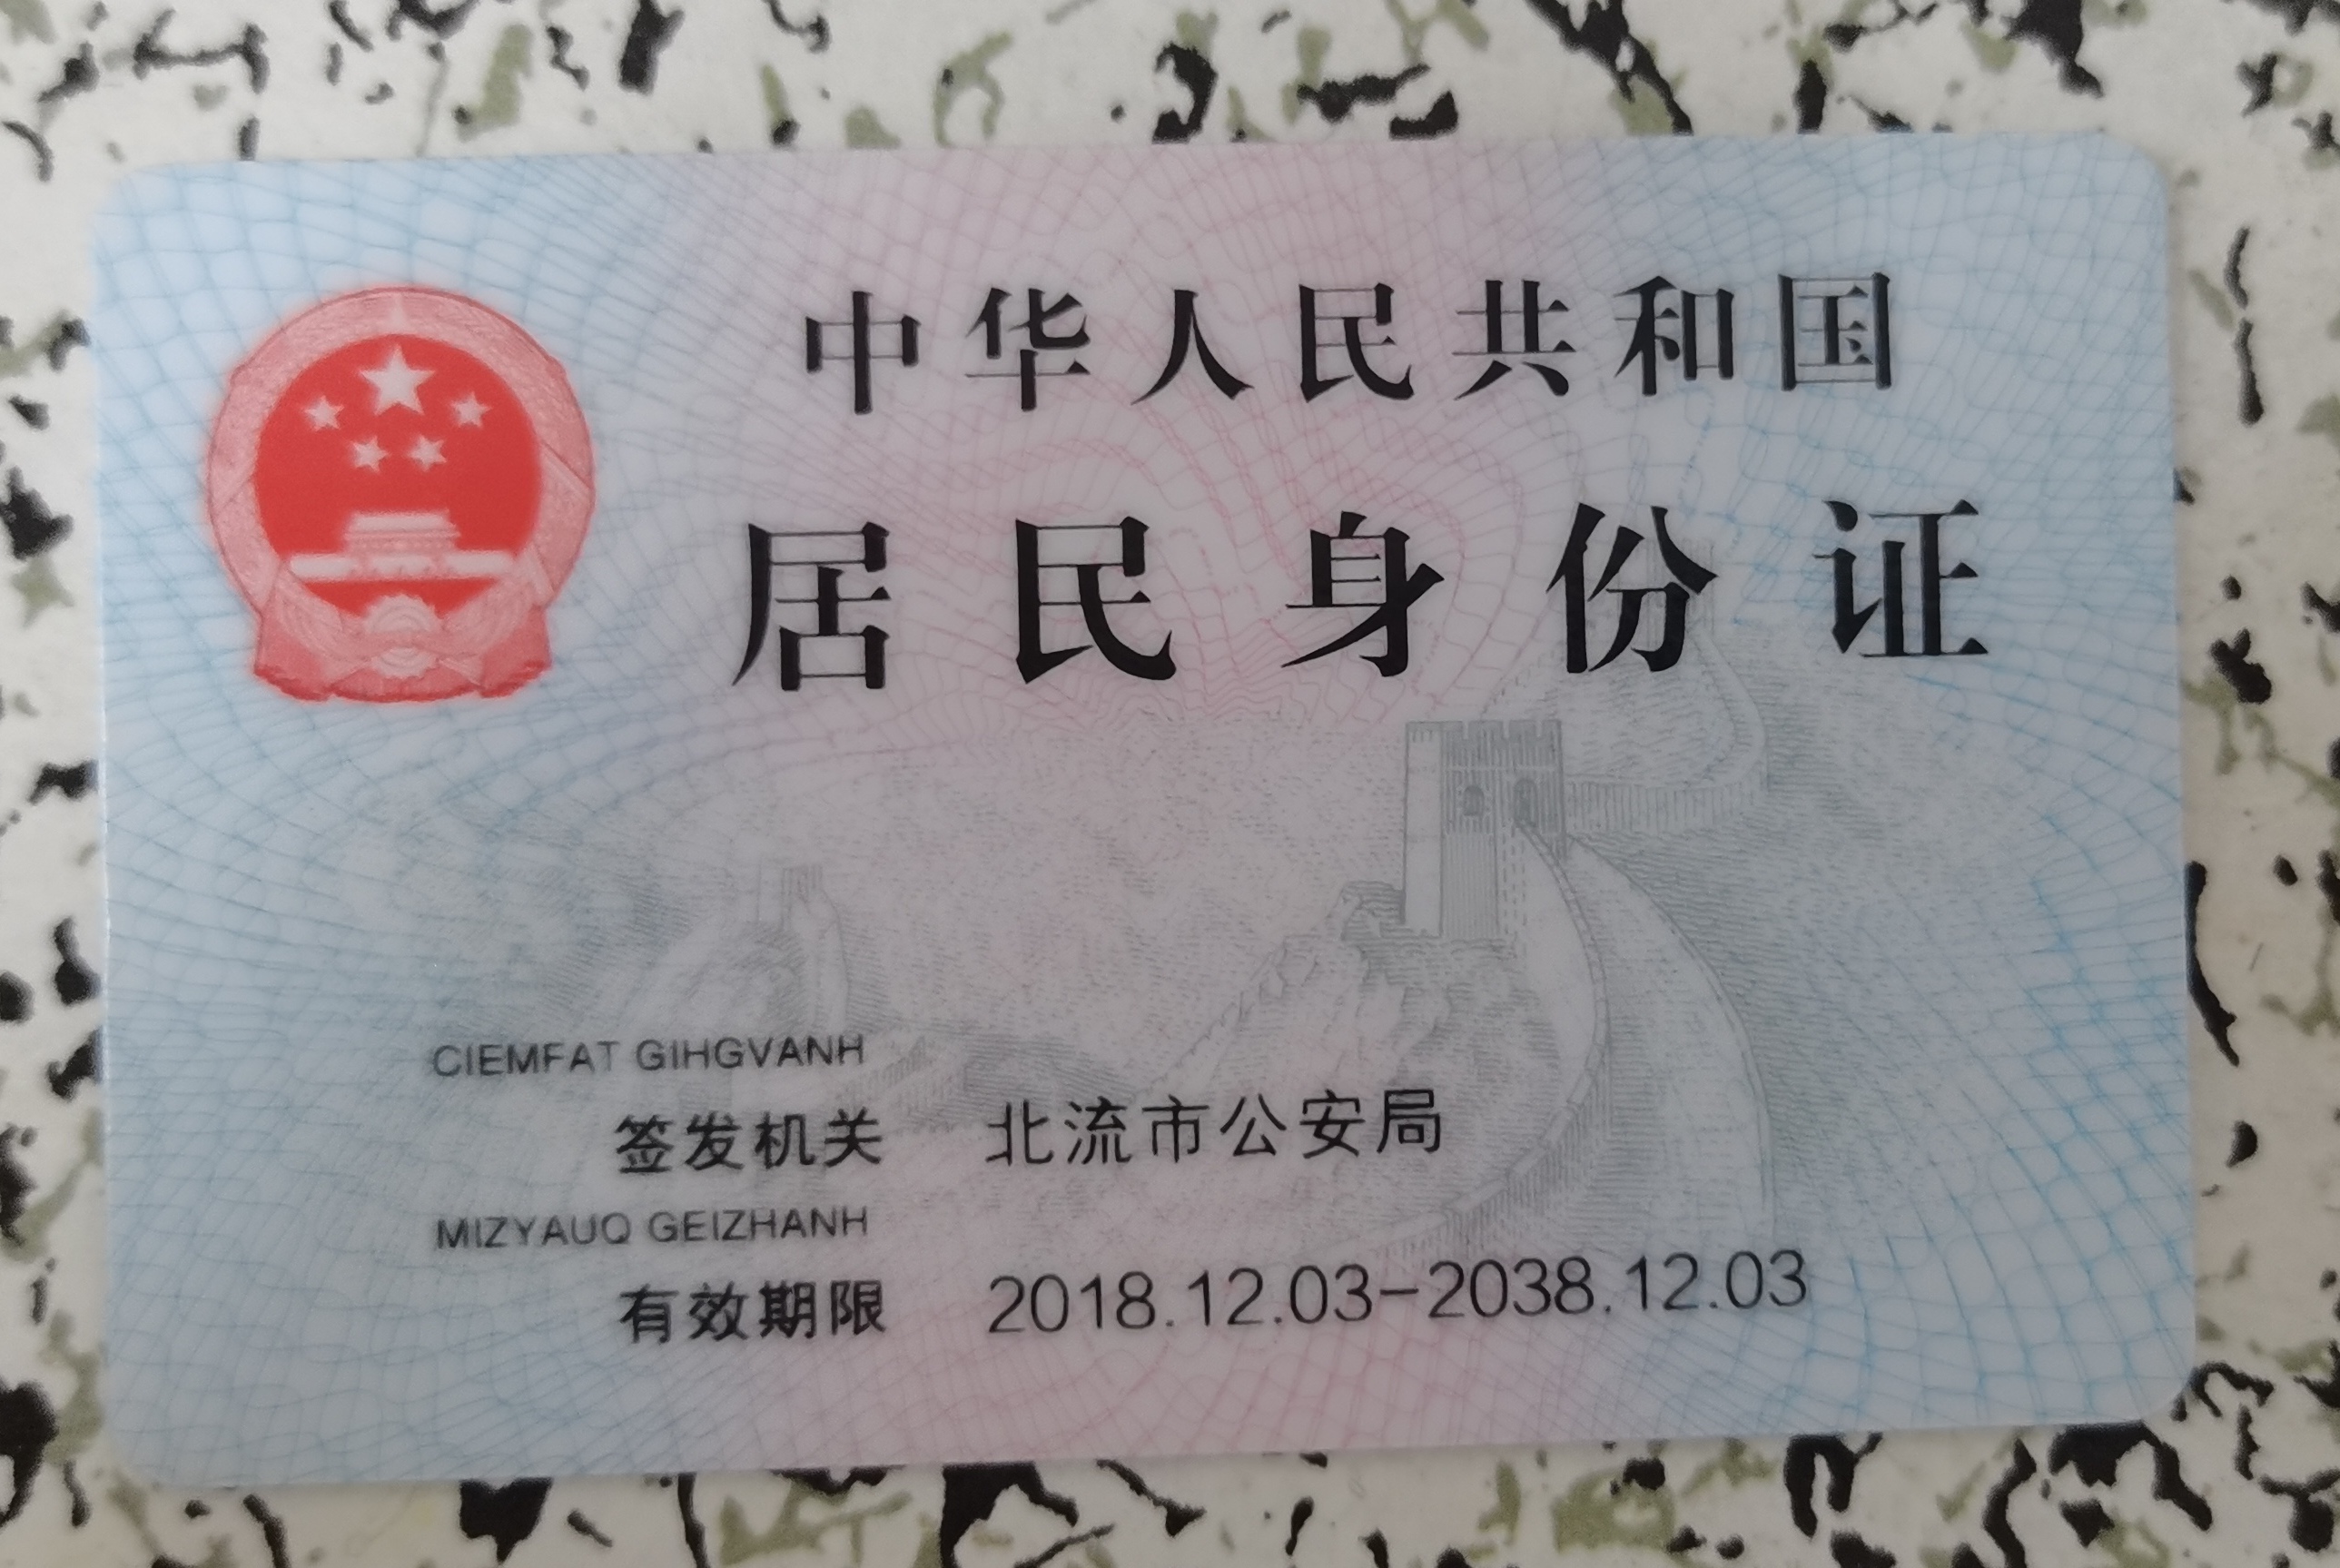 中华人民共和国
居民身份证
CIEMFAT GIHGVANH
签发机关 北流市公安局
MIZYAUQ GEIZHANH
有效期限 2018.12.03-2038.12.03